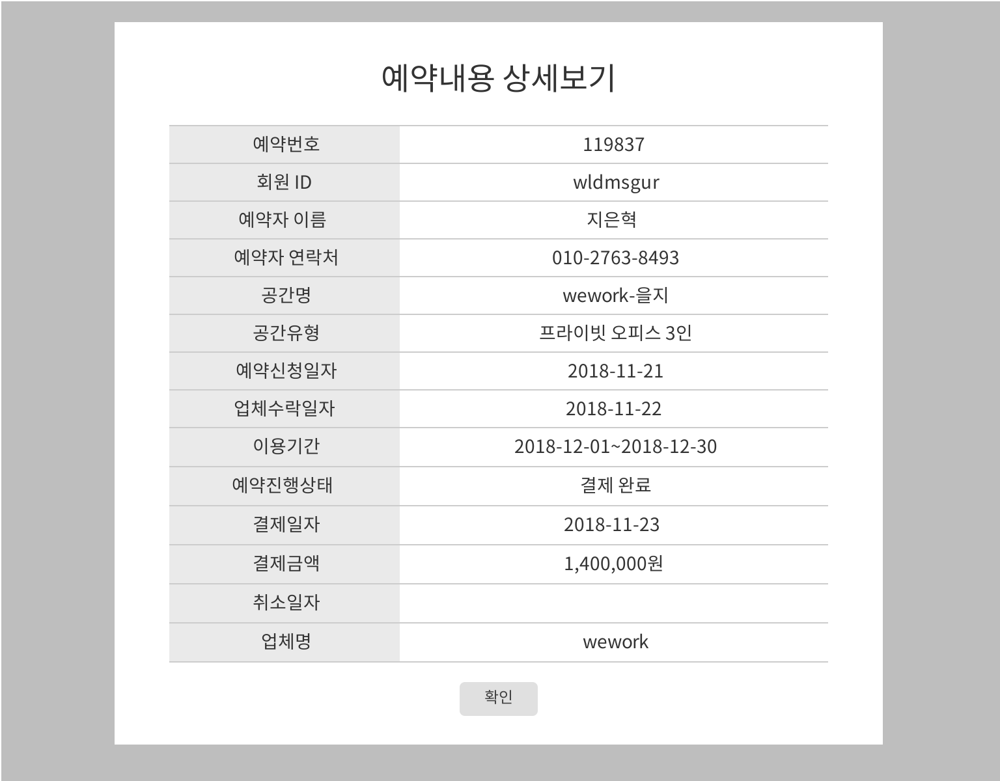 예약내용 상세보기
예약번호 119837
회원 ID wldmsgur
예약자 이름 지은혁
예약자 연락처 010-2763-8493
공간명 wework-을지
공간유형 프라이빗 오피스 3인
예약신청일자 2018-11-21
업체수락일자 2018-11-22
이용기간 2018-12-01~2018-12-30
예약진행상태 결제 완료
결제일자 2018-11-23
결제금액 1,400,000원
취소일자
업체명 wework
확인